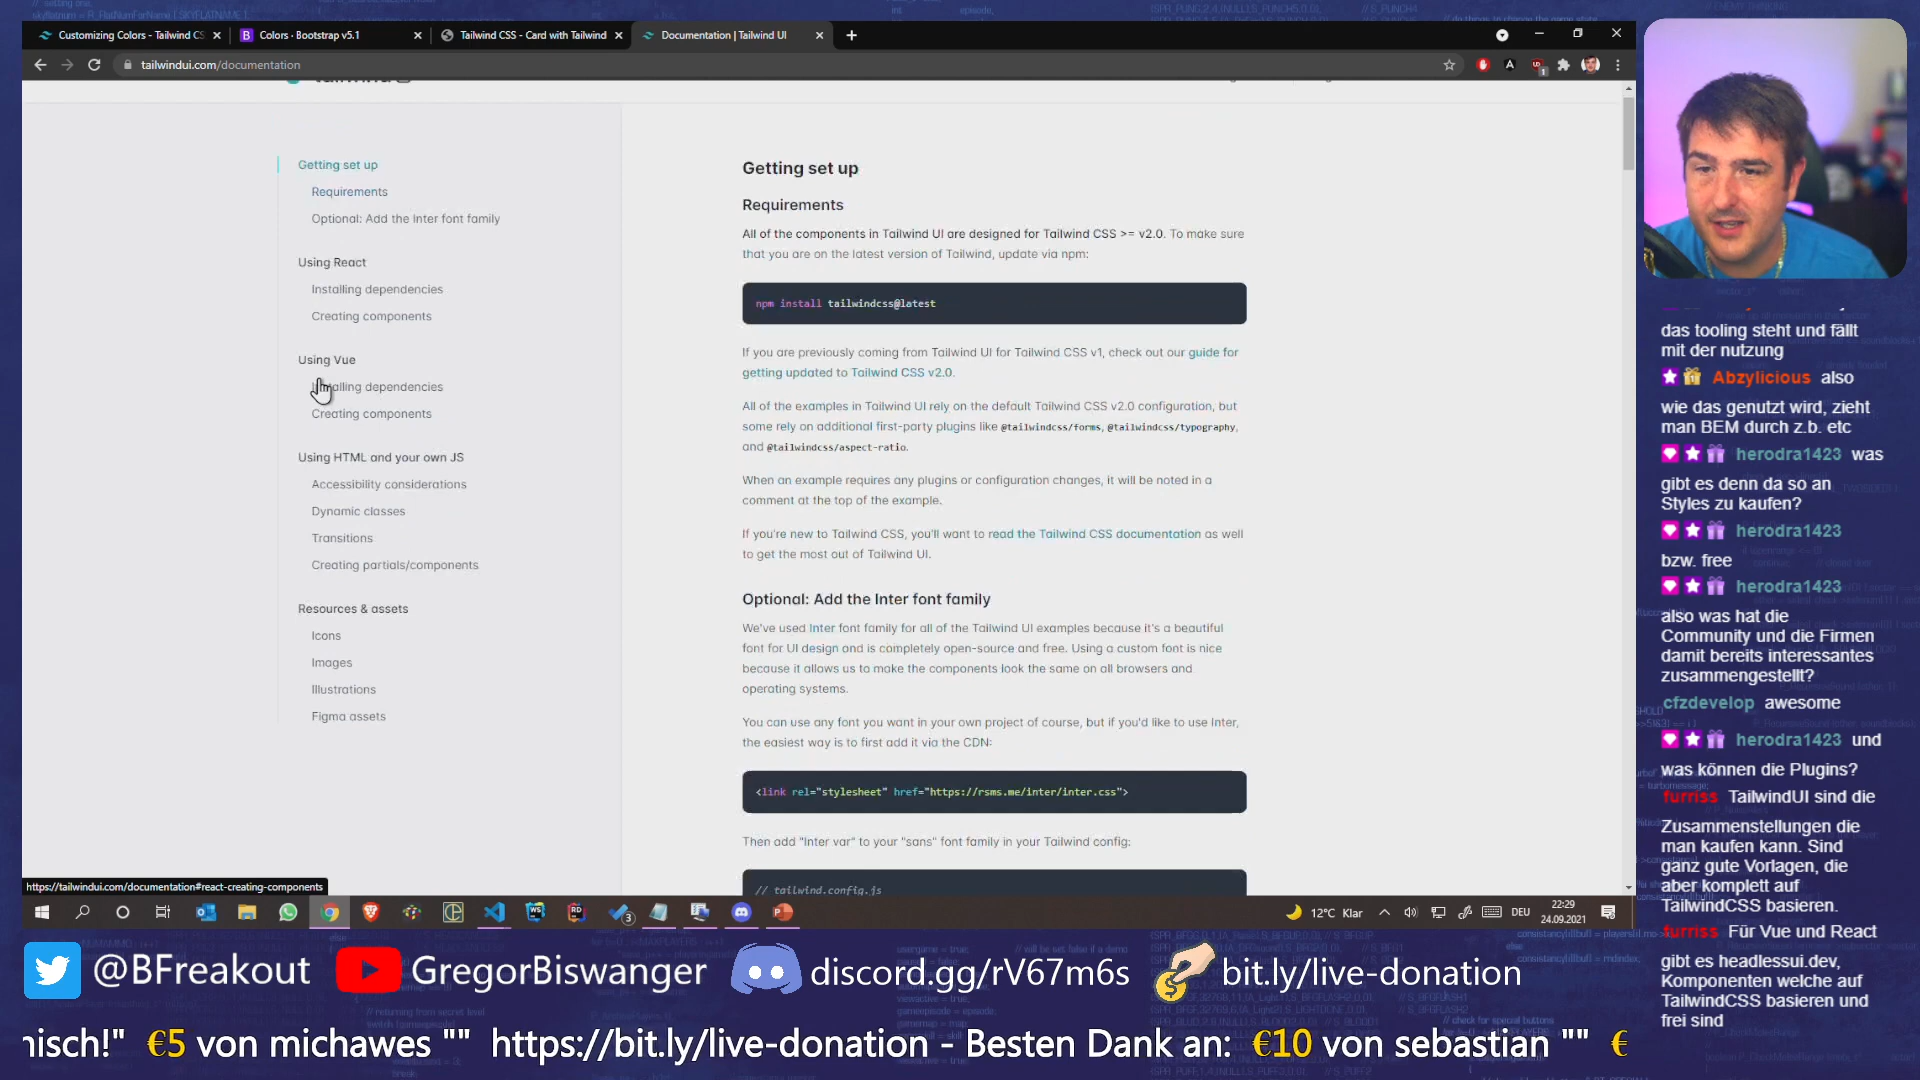 Customizing Colors - Tailwind CS
Colors · Bootstrap v5.1
Tailwind CSS - Card with Tailwind
Documentation | Tailwind UI
tailwindui.com/documentation
Getting set up
Requirements
Optional: Add the Inter font family
Using React
Installing dependencies
Creating components
Using Vue
Installing dependencies
Creating components
Using HTML and your own JS
Accessibility considerations
Dynamic classes
Transitions
Creating partials/components
Resources & assets
Icons
Images
Illustrations
Figma assets
Getting set up
Requirements
All of the components in Tailwind UI are designed for Tailwind CSS >= v2.0. To make sure
that you are on the latest version of Tailwind, update via npm:
npm install tailwindcss@latest
If you are previously coming from Tailwind UI for Tailwind CSS v1, check out our guide for
getting updated to Tailwind CSS v2.0.
All of the examples in Tailwind UI rely on the default Tailwind CSS v2.0 configuration, but
some rely on additional first-party plugins like @tailwindcss/forms, @tailwindcss/typography,
and @tailwindcss/aspect-ratio.
When an example requires any plugins or configuration changes, it will be noted in a
comment at the top of the example.
If you're new to Tailwind CSS, you'll want to read the Tailwind CSS documentation as well
to get the most out of Tailwind UI.
Optional: Add the Inter font family
We've used Inter font family for all of the Tailwind UI examples because it's a beautiful
font for UI design and is completely open-source and free. Using a custom font is nice
because it allows us to make the components look the same on all browsers and
operating systems.
You can use any font you want in your own project of course, but if you'd like to use Inter,
the easiest way is to first add it via the CDN:
<link rel="stylesheet" href="https://rsms.me/inter/inter.css">
Then add "Inter var" to your "sans" font family in your Tailwind config:
// tailwind.config.js
https://tailwindui.com/documentation#react-creating-components
3
12°C Klar
DEU
22:29
24.09.2021
das tooling steht und fällt
mit der nutzung
Abzylicious also
wie das genutzt wird, zieht
man BEM durch z.b. etc
herodra1423 was
gibt es denn da so an
Styles zu kaufen?
herodra1423
bzw. free
herodra1423
also was hat die
Community und die Firmen
damit bereits interessantes
zusammengestellt?
cfzdevelop awesome
herodra1423 und
was können die Plugins?
furriss TailwindUI sind die
Zusammenstellungen die
man kaufen kann. Sind
ganz gute Vorlagen, die
aber komplett auf
TailwindCSS basieren.
furriss Für Vue und React
gibt es headlessui.dev,
Komponenten welche auf
TailwindCSS basieren und
frei sind
@BFreakout GregorBiswanger discord.gg/rV67m6s bit.ly/live-donation
nisch!" €5 von michawes "" https://bit.ly/live-donation - Besten Dank an: €10 von sebastian "" €